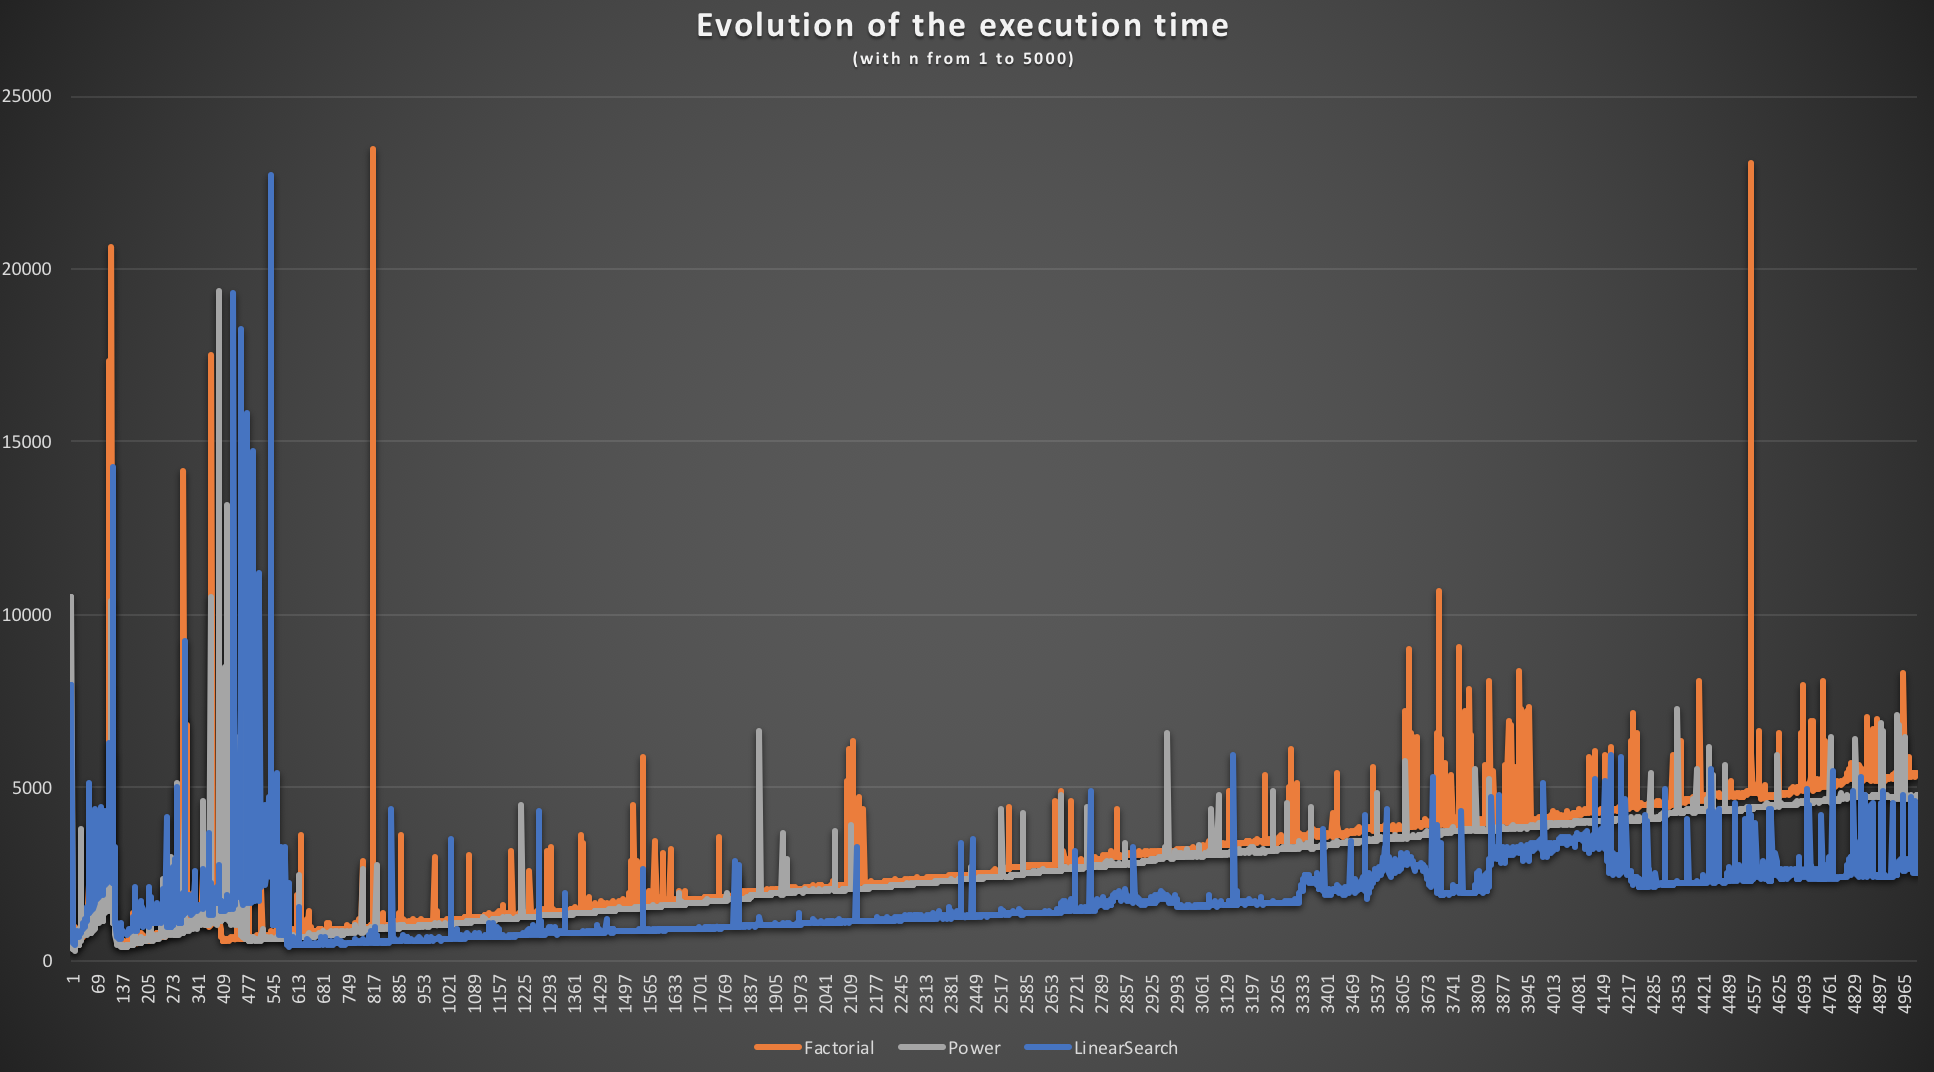 Evolution of the execution time
(with n from 1 to 5000)
25000
20000
15000
10000
5000
0
1 69 137 205 273 341 409 477 545 613 681 749 817 885 953 1021 1089 1157 1225 1293 1361 1429 1497 1565 1633 1701 1769 1837 1905 1973 2041 2109 2177 2245 2313 2381 2449 2517 2585 2653 2721 2789 2857 2925 2993 3061 3129 3197 3265 3333 3401 3469 3537 3605 3673 3741 3809 3877 3945 4013 4081 4149 4217 4285 4353 4421 4489 4557 4625 4693 4761 4829 4897 4965
Factorial Power LinearSearch